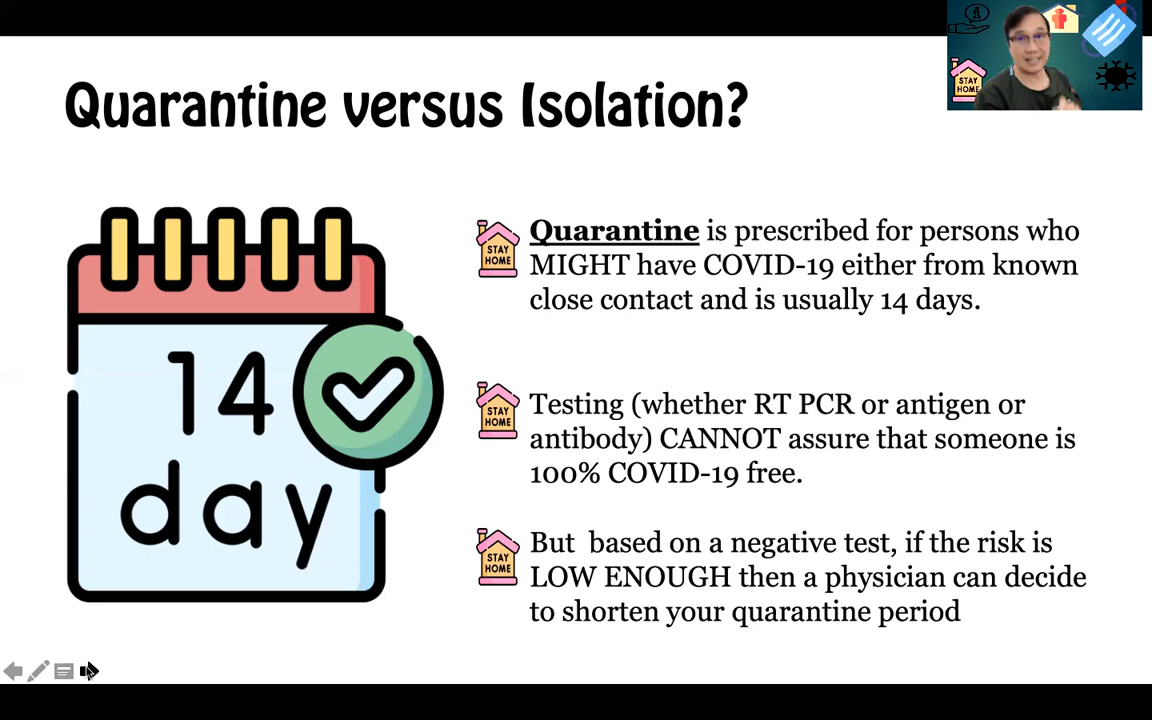 Quarantine versus Isolation?
STAY
HOME
14
day
STAY
HOME
Quarantine is prescribed for persons who
MIGHT have COVID-19 either from known
close contact and is usually 14 days.
STAY
HOME
Testing (whether RT PCR or antigen or
antibody) CANNOT assure that someone is
100% COVID-19 free.
STAY
HOME
But  based on a negative test, if the risk is
LOW ENOUGH then a physician can decide
to shorten your quarantine period